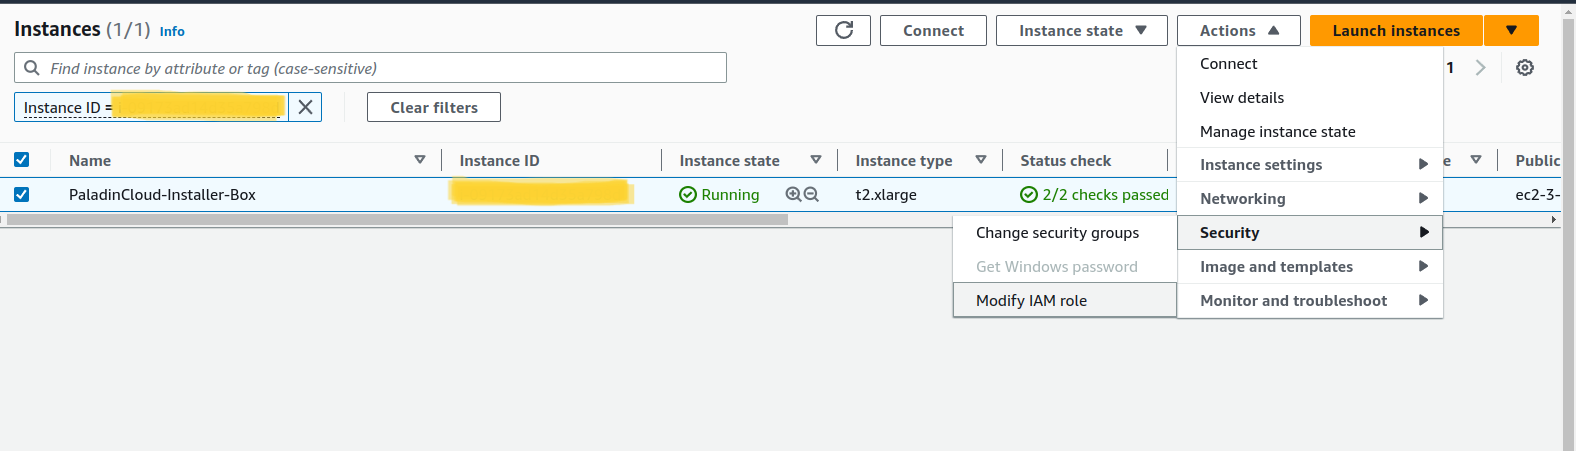 Instances (1/1) Info
Connect Instance state Actions Launch instances
Find instance by attribute or tag (case-sensitive)
1
Instance ID =
Clear filters
Connect
View details
Manage instance state
Instance settings
Networking
Security
Image and templates
Monitor and troubleshoot
Name Instance ID Instance state Instance type Status check e Public
PaladinCloud-Installer-Box Running t2.xlarge 2/2 checks passed ec2-3-
Change security groups
Get Windows password
Modify IAM role